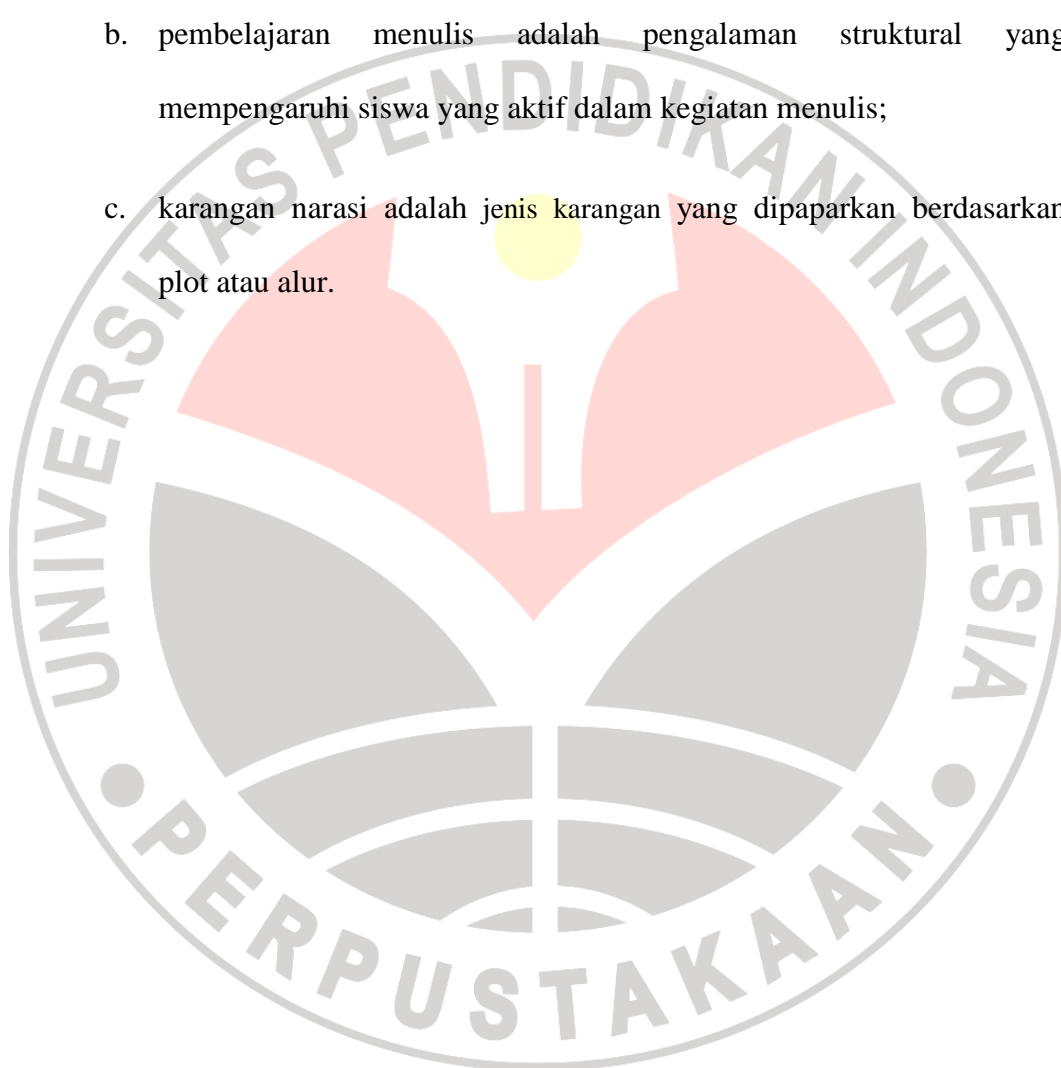 b. pembelajaran menulis adalah pengalaman struktural yang
mempengaruhi siswa yang aktif dalam kegiatan menulis;
c. karangan narasi adalah jenis karangan yang dipaparkan berdasarkan
plot atau alur.
UNIVERSITAS PENDIDIKAN INDONESIA
PERPUSTAKAAN